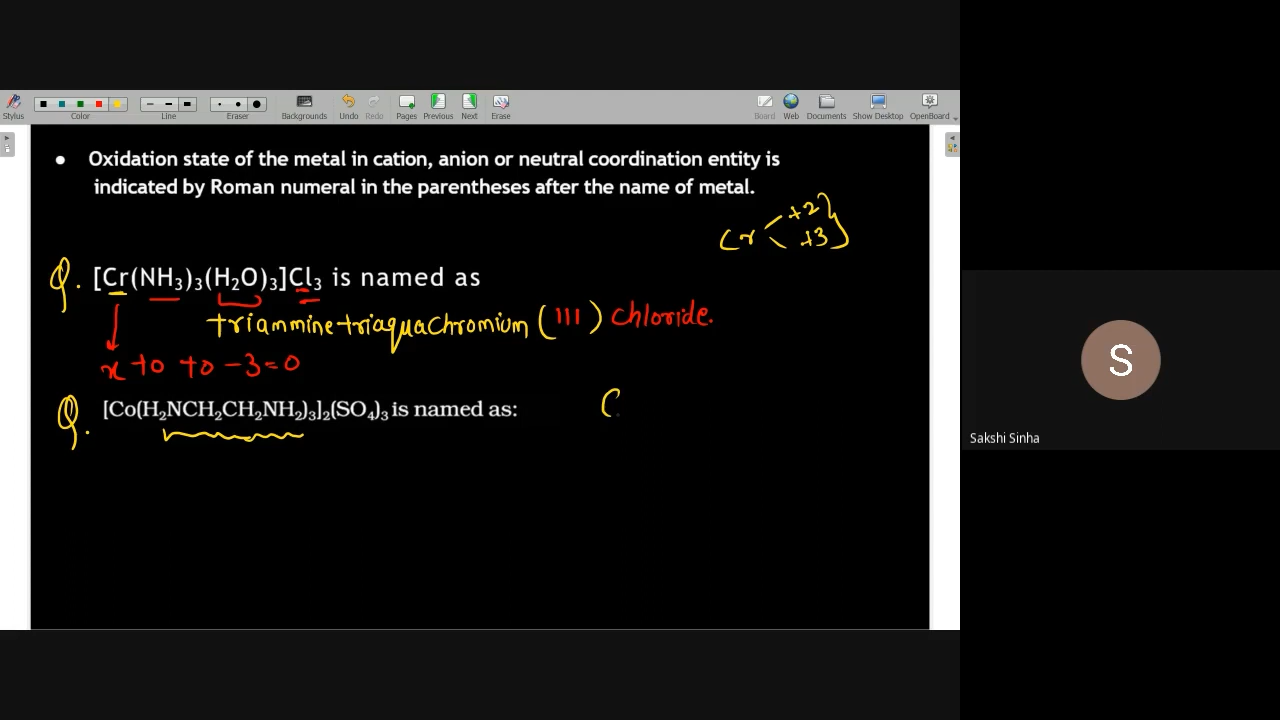 Stylus Color Line Eraser Backgrounds Undo Redo Pages Previous Next Erase Board Web Documents Show Desktop OpenBoard
• Oxidation state of the metal in cation, anion or neutral coordination entity is
indicated by Roman numeral in the parentheses after the name of metal.
Cr < +2
+3
Q. [Cr(NH₃)₃(H₂O)₃]Cl₃ is named as
triamminetriaquachromium (III) chloride.
x +0 +0 -3=0
Q. [Co(H₂NCH₂CH₂NH₂)₃]₂(SO₄)₃ is named as: (
S
Sakshi Sinha